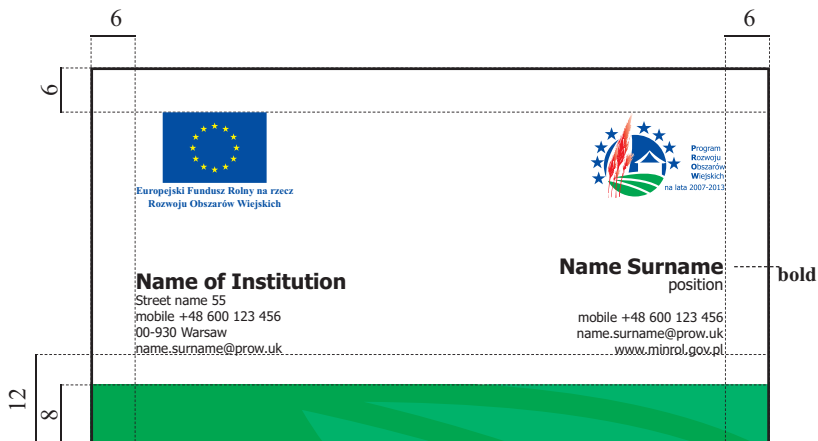 6
6
6
Europejski Fundusz Rolny na rzecz
Rozwoju Obszarów Wiejskich
Program
Rozwoju
Obszarów
Wiejskich
na lata 2007-2013
Name of Institution
Street name 55
mobile +48 600 123 456
00-930 Warsaw
name.surname@prow.uk
Name Surname
position
mobile +48 600 123 456
name.surname@prow.uk
www.minrol.gov.pl
bold
12
8